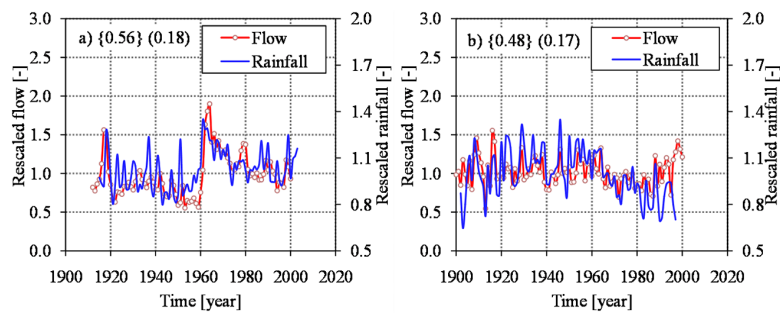 a) {0.56} (0.18)
Flow
Rainfall
Rescaled flow [-]
3.0
2.5
2.0
1.5
1.0
0.5
0.0
Rescaled rainfall [-]
2.0
1.7
1.4
1.1
0.8
0.5
1900 1920 1940 1960 1980 2000 2020
Time [year]
b) {0.48} (0.17)
Flow
Rainfall
Rescaled flow [-]
3.0
2.5
2.0
1.5
1.0
0.5
0.0
Rescaled rainfall [-]
2.0
1.7
1.4
1.1
0.8
0.5
1900 1920 1940 1960 1980 2000 2020
Time [year]